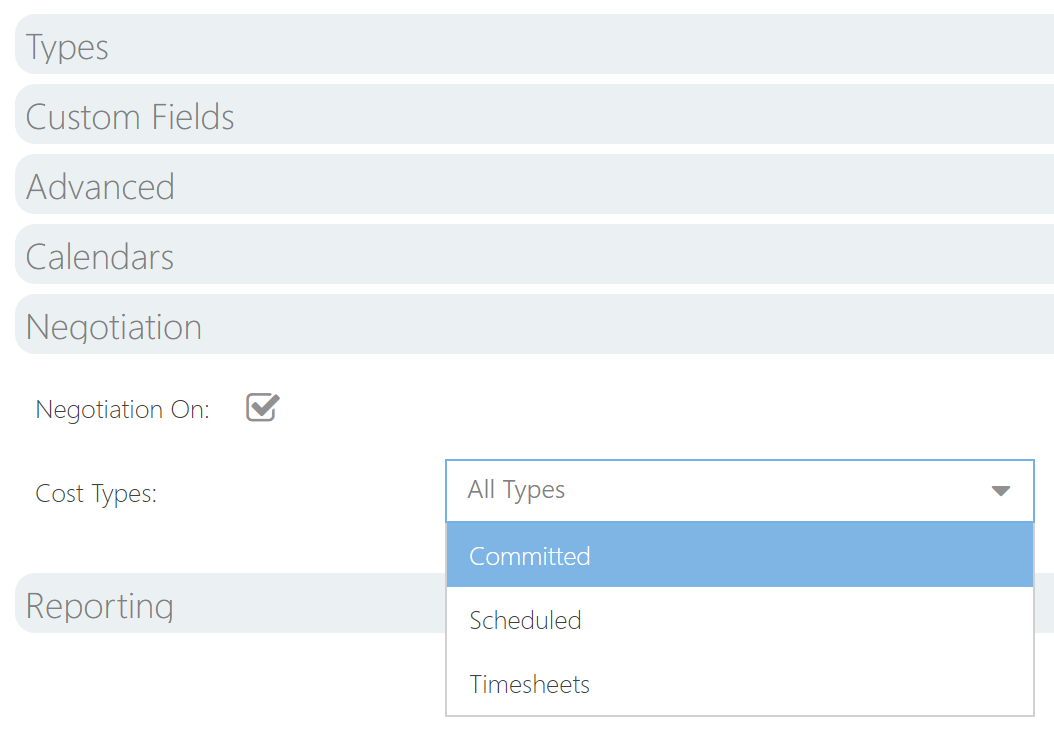 Types
Custom Fields
Advanced
Calendars
Negotiation
Negotiation On:
Cost Types:
All Types
Committed
Scheduled
Timesheets
Reporting